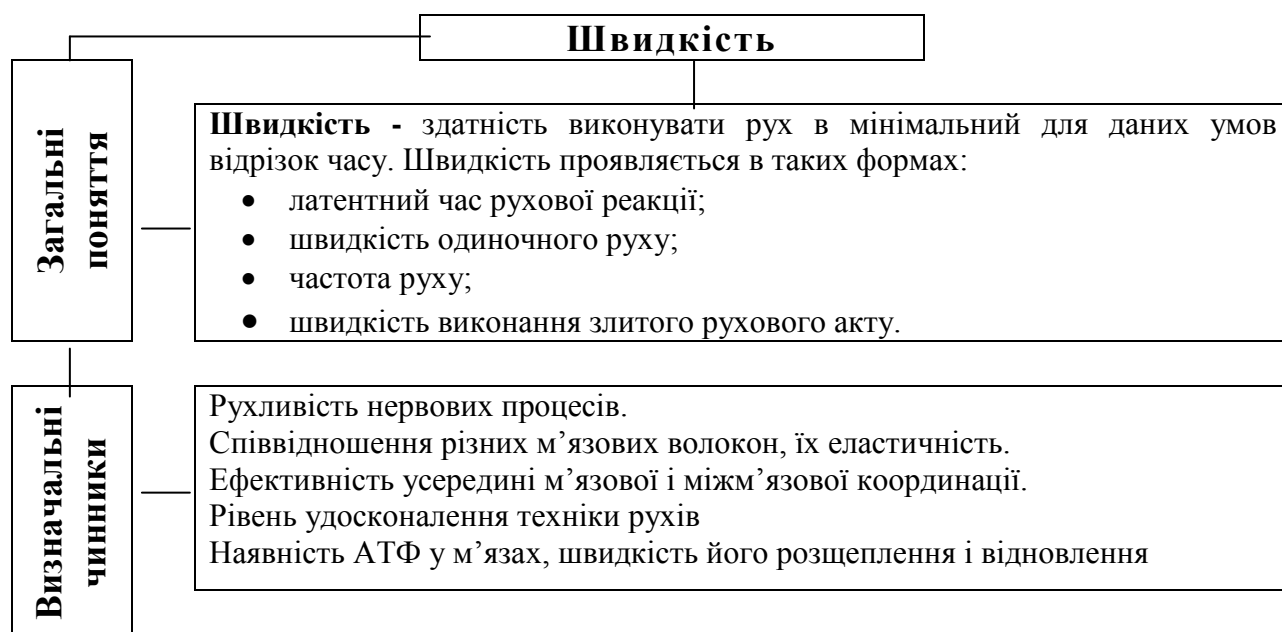 Швидкість
Загальні
поняття
Швидкість - здатність виконувати рух в мінімальний для даних умов
відрізок часу. Швидкість проявляється в таких формах:
• латентний час рухової реакції;
• швидкість одиночного руху;
• частота руху;
• швидкість виконання злитого рухового акту.
Визначальні
чинники
Рухливість нервових процесів.
Співвідношення різних м’язових волокон, їх еластичність.
Ефективність усередині м’язової і міжм’язової координації.
Рівень удосконалення техніки рухів
Наявність АТФ у м’язах, швидкість його розщеплення і відновлення